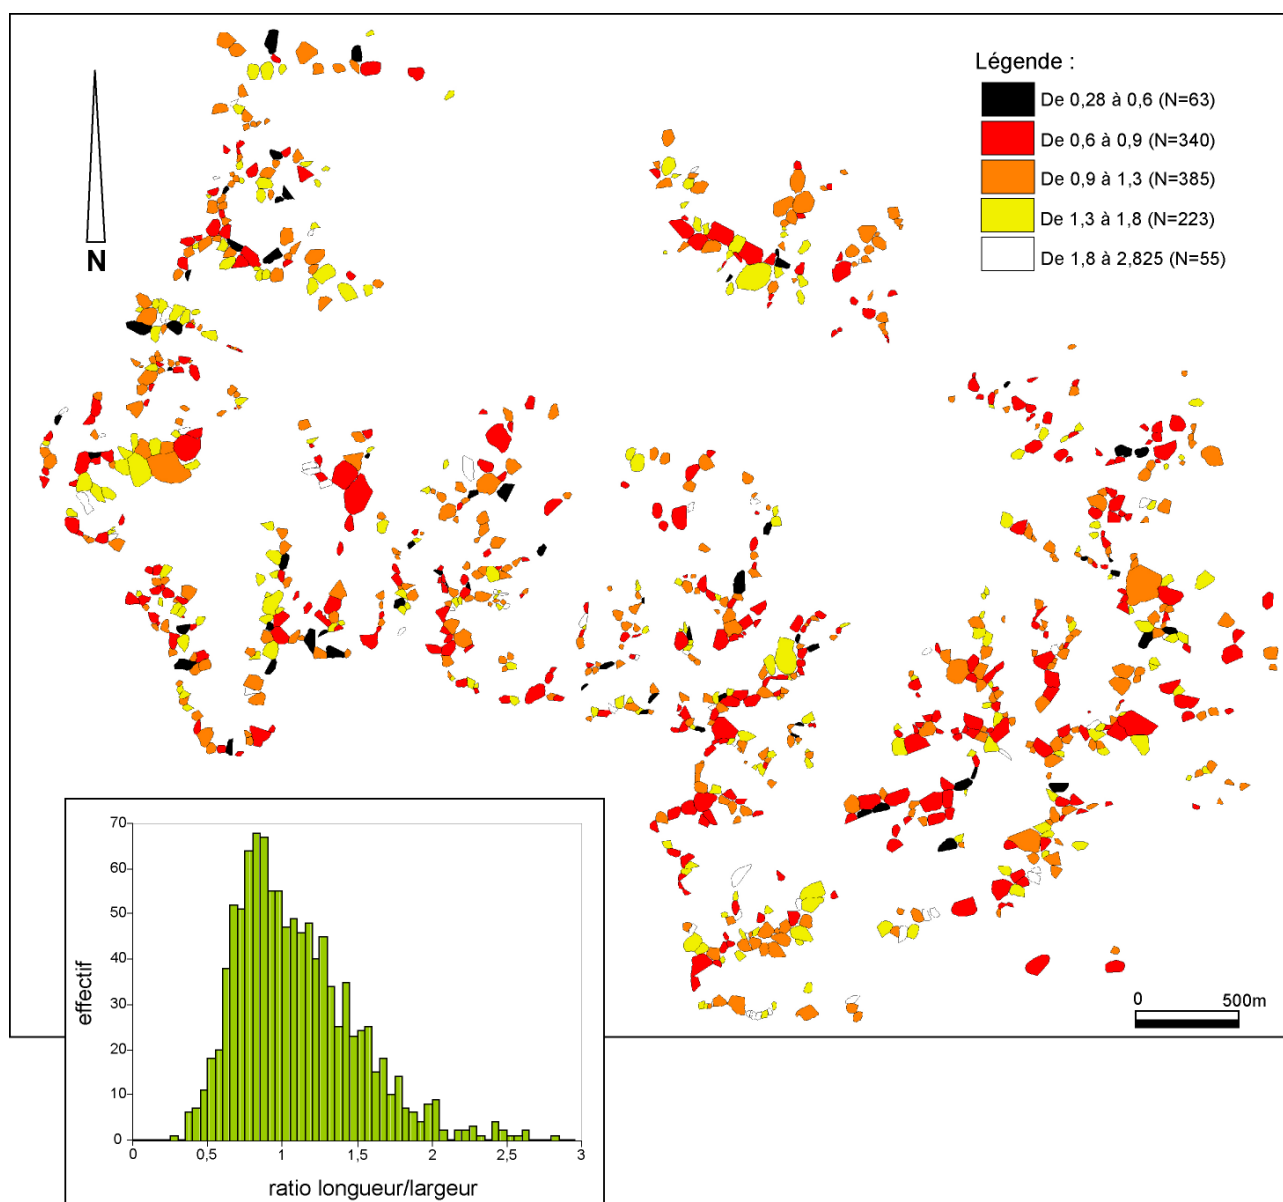 Légende :
De 0,28 à 0,6 (N=63)
De 0,6 à 0,9 (N=340)
De 0,9 à 1,3 (N=385)
De 1,3 à 1,8 (N=223)
De 1,8 à 2,825 (N=55)
N
0 500m
70
60
50
40
30
20
10
0
effectif
0 0,5 1 1,5 2 2,5 3
ratio longueur/largeur